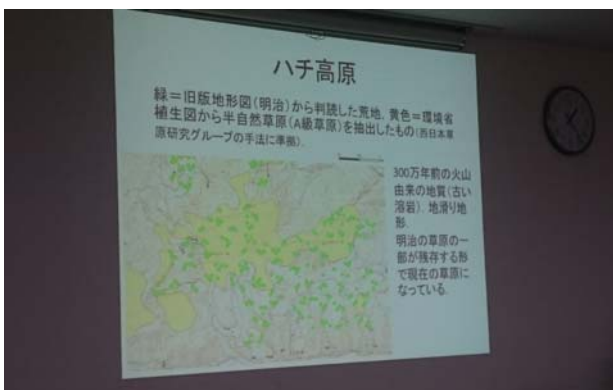 ハチ高原
緑=旧版地形図(明治)から判読した荒地，黄色=環境省
植生図から半自然草原(A級草原)を抽出したもの(西日本草
原研究グループの手法に準拠)．
300万年前の火山
由来の地質(古い
溶岩)．地滑り地
形．
明治の草原の一
部が残存する形
で現在の草原に
なっている．